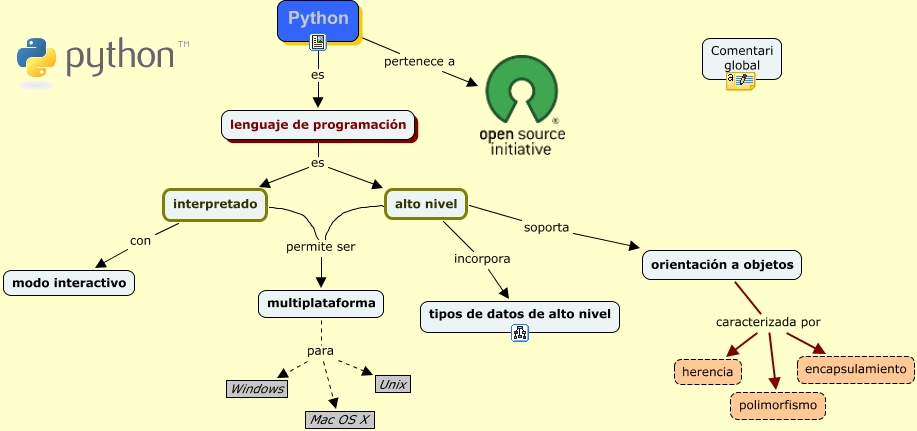 Python
python™
es
pertenece a
Comentari
global
open source
initiative
®
lenguaje de programación
es
interpretado
alto nivel
con
permite ser
incorpora
soporta
modo interactivo
multiplataforma
tipos de datos de alto nivel
orientación a objetos
para
caracterizada por
Windows
Mac OS X
Unix
herencia
polimorfismo
encapsulamiento